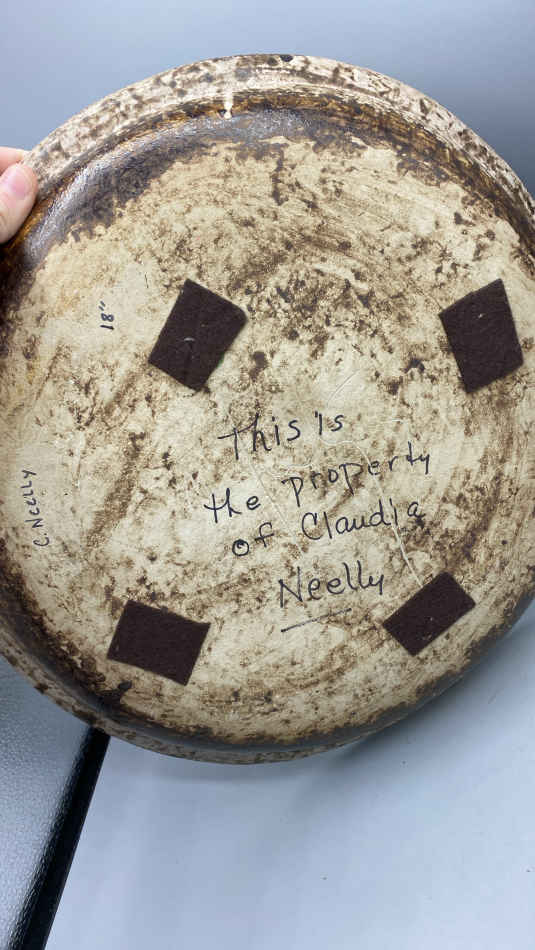 18"
This is
the property
of Claudia
Neelly
C. Neelly